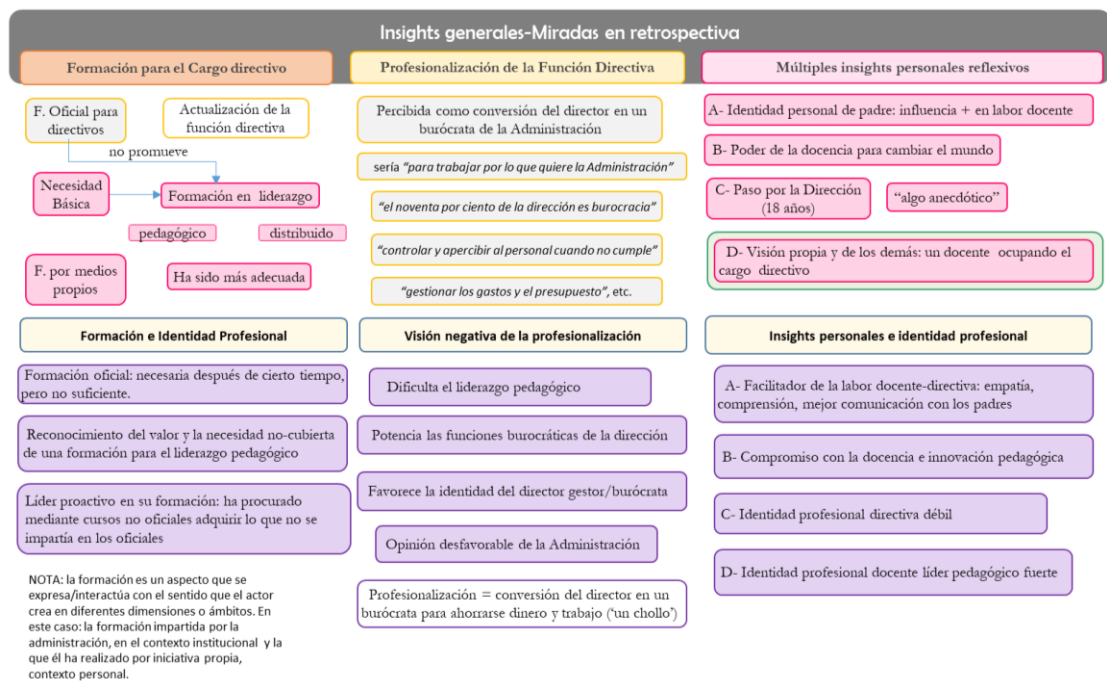 Insights generales-Miradas en retrospectiva
Formación para el Cargo directivo
F. Oficial para
directivos
Actualización de la
función directiva
no promueve
Necesidad
Básica
Formación en liderazgo
pedagógico
distribuido
F. por medios
propios
Ha sido más adecuada
Profesionalización de la Función Directiva
Percibida como conversión del director en un
burócrata de la Administración
sería "para trabajar por lo que quiere la Administración"
"el noventa por ciento de la dirección es burocracia"
"controlar y apercibir al personal cuando no cumple"
"gestionar los gastos y el presupuesto", etc.
Múltiples insights personales reflexivos
A- Identidad personal de padre: influencia + en labor docente
B- Poder de la docencia para cambiar el mundo
C- Paso por la Dirección
(18 años)
"algo anecdótico"
D- Visión propia y de los demás: un docente ocupando el
cargo directivo
Formación e Identidad Profesional
Formación oficial: necesaria después de cierto tiempo,
pero no suficiente.
Reconocimiento del valor y la necesidad no-cubierta
de una formación para el liderazgo pedagógico
Líder proactivo en su formación: ha procurado
mediante cursos no oficiales adquirir lo que no se
impartía en los oficiales
NOTA: la formación es un aspecto que se
expresa/interactúa con el sentido que el actor
crea en diferentes dimensiones o ámbitos. En
este caso: la formación impartida por la
administración, en el contexto institucional y la
que él ha realizado por iniciativa propia,
contexto personal.
Visión negativa de la profesionalización
Dificulta el liderazgo pedagógico
Potencia las funciones burocráticas de la dirección
Favorece la identidad del director gestor/burócrata
Opinión desfavorable de la Administración
Profesionalización = conversión del director en un
burócrata para ahorrarse dinero y trabajo ('un chollo')
Insights personales e identidad profesional
A- Facilitador de la labor docente-directiva: empatía,
comprensión, mejor comunicación con los padres
B- Compromiso con la docencia e innovación pedagógica
C- Identidad profesional directiva débil
D- Identidad profesional docente líder pedagógico fuerte